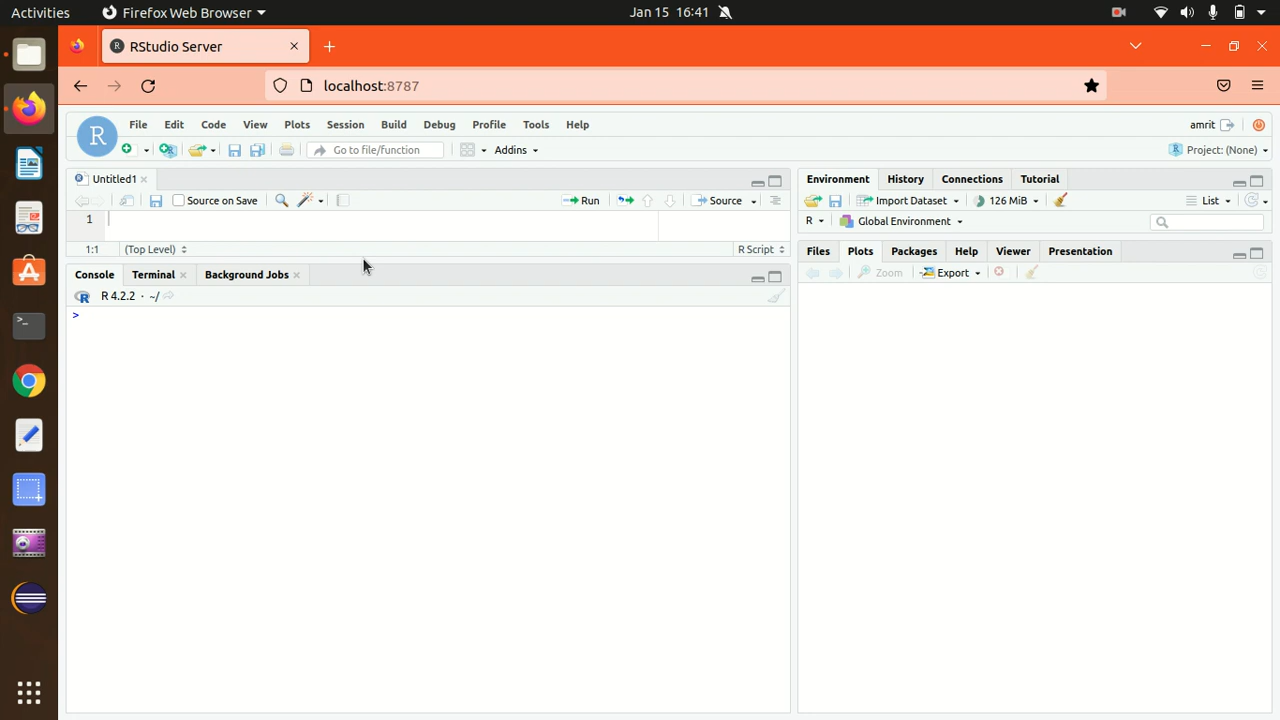 Activities Firefox Web Browser Jan 15 16:41
RStudio Server
localhost:8787
R File Edit Code View Plots Session Build Debug Profile Tools Help amrit
Go to file/function Addins Project: (None)
Untitled1
Source on Save Run Source
1
1:1 (Top Level) R Script
Console Terminal Background Jobs
R 4.2.2 · ~/
>
Environment History Connections Tutorial
Import Dataset 126 MiB List
R Global Environment
Files Plots Packages Help Viewer Presentation
Zoom Export